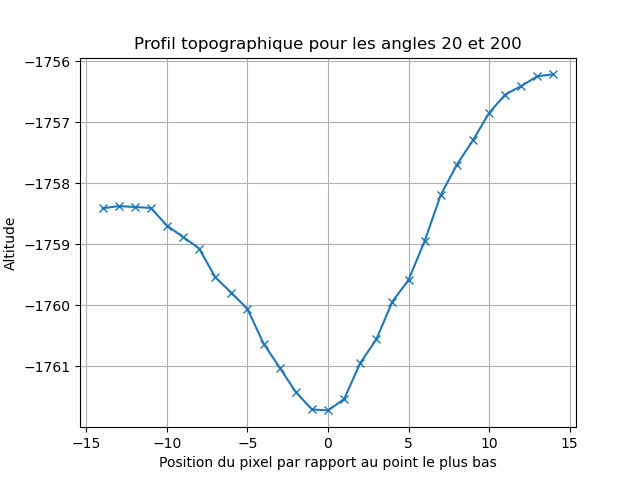 Profil topographique pour les angles 20 et 200
Altitude
−1756
−1757
−1758
−1759
−1760
−1761
−15 −10 −5 0 5 10 15
Position du pixel par rapport au point le plus bas